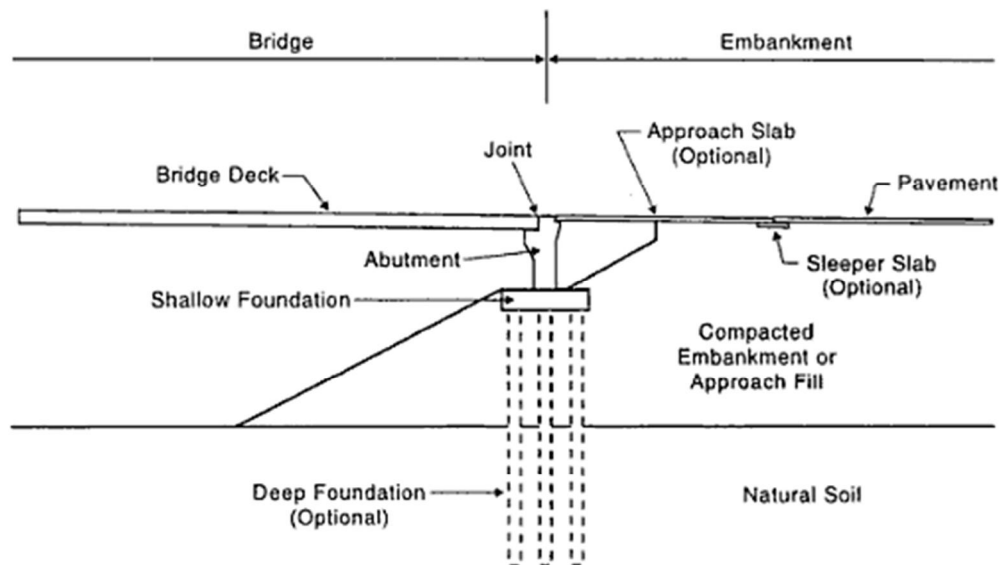 Bridge
Embankment
Approach Slab
(Optional)
Joint
Bridge Deck
Pavement
Abutment
Sleeper Slab
(Optional)
Shallow Foundation
Compacted
Embankment or
Approach Fill
Deep Foundation
(Optional)
Natural Soil